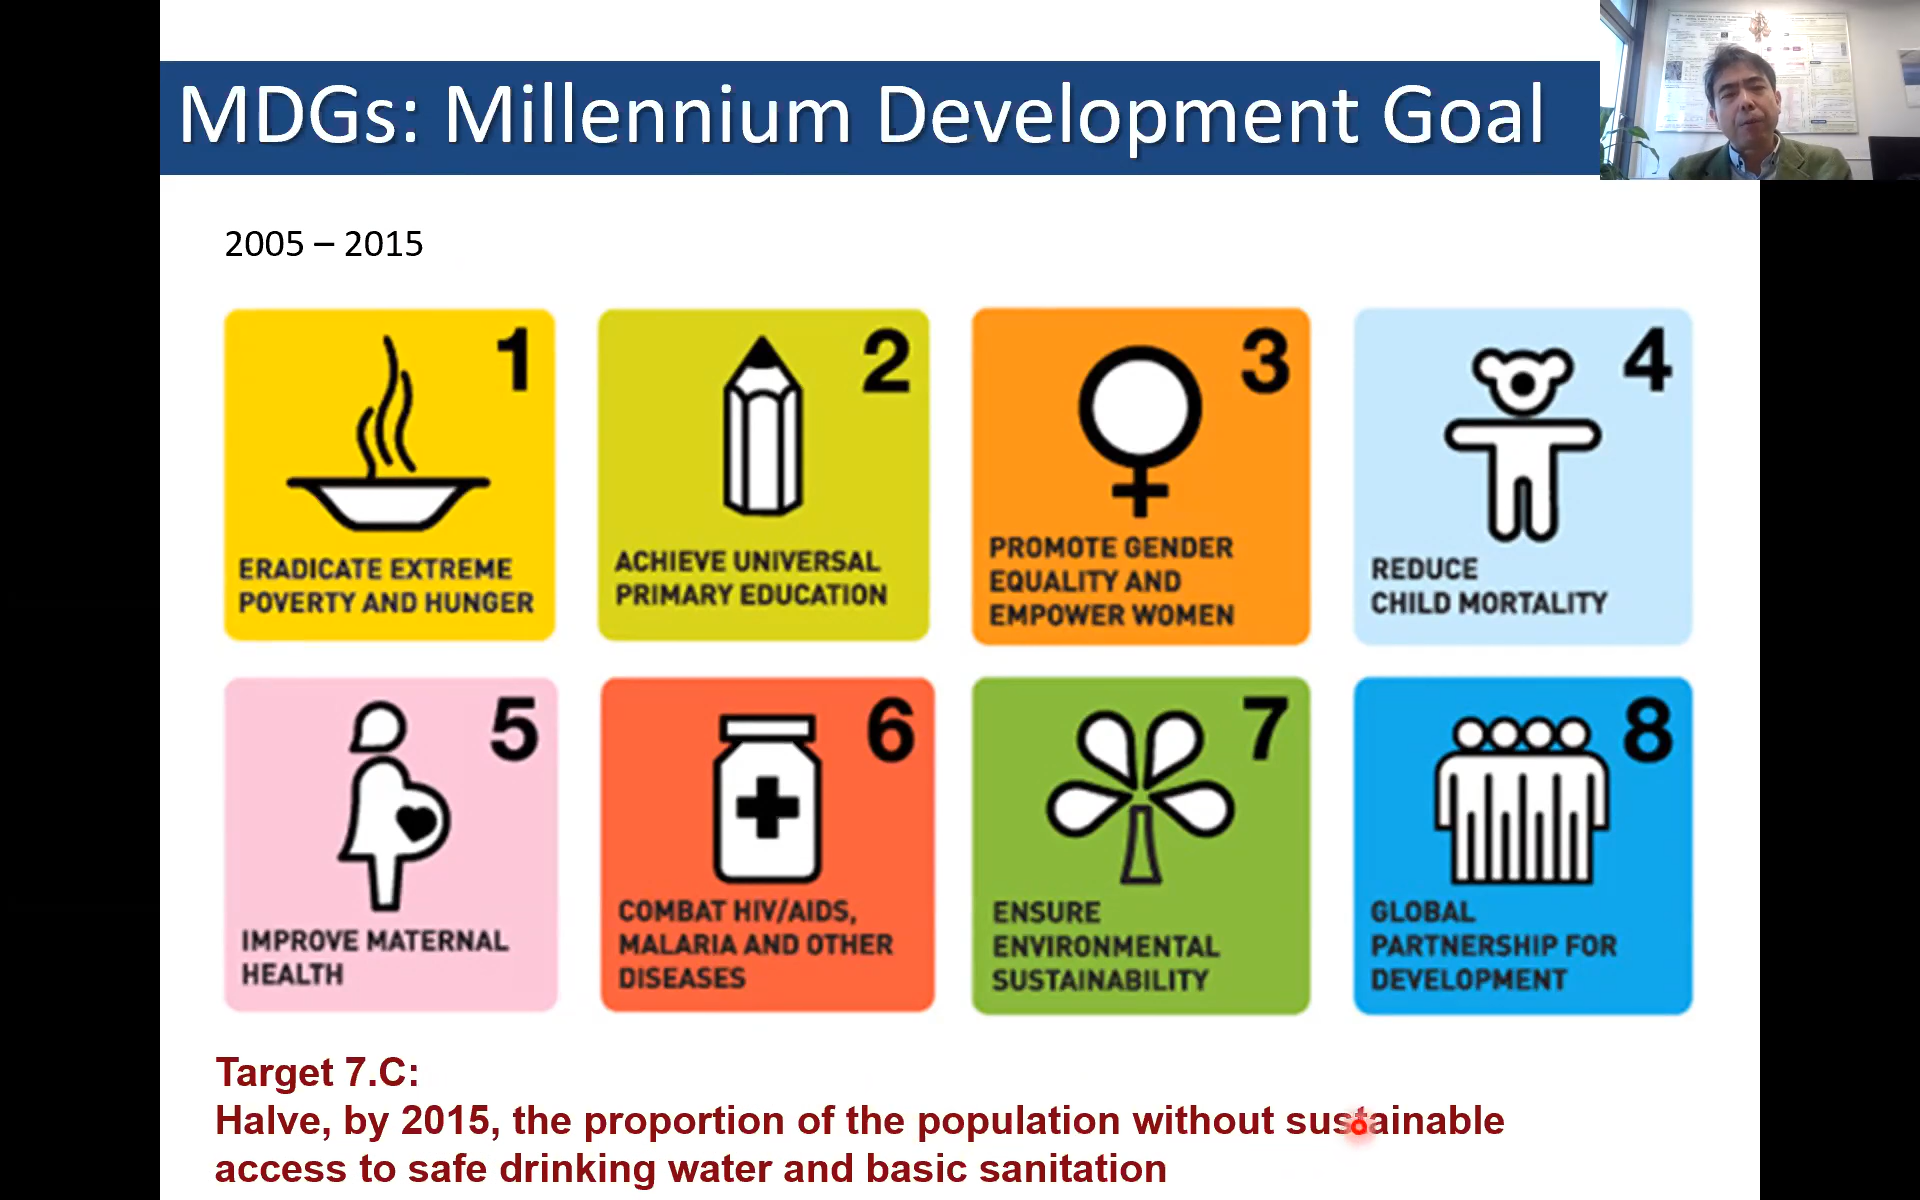 MDGs: Millennium Development Goal
2005 – 2015
1
ERADICATE EXTREME
POVERTY AND HUNGER
2
ACHIEVE UNIVERSAL
PRIMARY EDUCATION
3
PROMOTE GENDER
EQUALITY AND
EMPOWER WOMEN
4
REDUCE
CHILD MORTALITY
5
IMPROVE MATERNAL
HEALTH
6
COMBAT HIV/AIDS,
MALARIA AND OTHER
DISEASES
7
ENSURE
ENVIRONMENTAL
SUSTAINABILITY
8
GLOBAL
PARTNERSHIP FOR
DEVELOPMENT
Target 7.C:
Halve, by 2015, the proportion of the population without sustainable
access to safe drinking water and basic sanitation